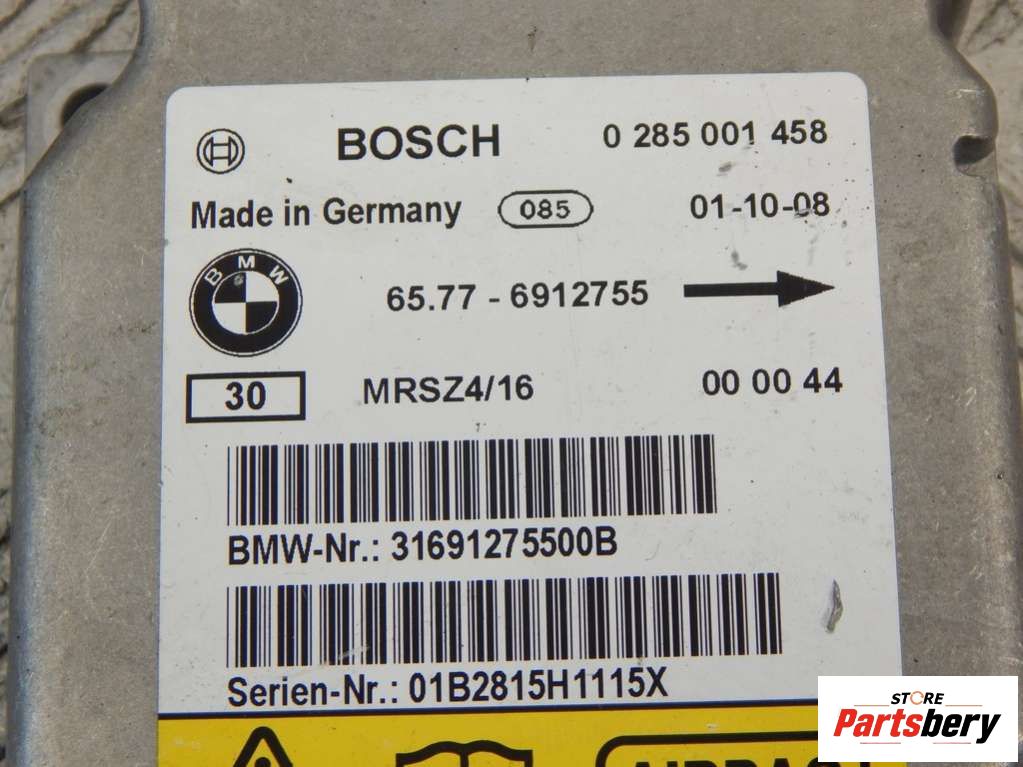 BOSCH 0 285 001 458
Made in Germany 085 01-10-08
BMW
65.77 - 6912755
30 MRSZ4/16 00 00 44
BMW-Nr.: 31691275500B
Serien-Nr.: 01B2815H1115X
AIRBAG
STORE
Partsbery